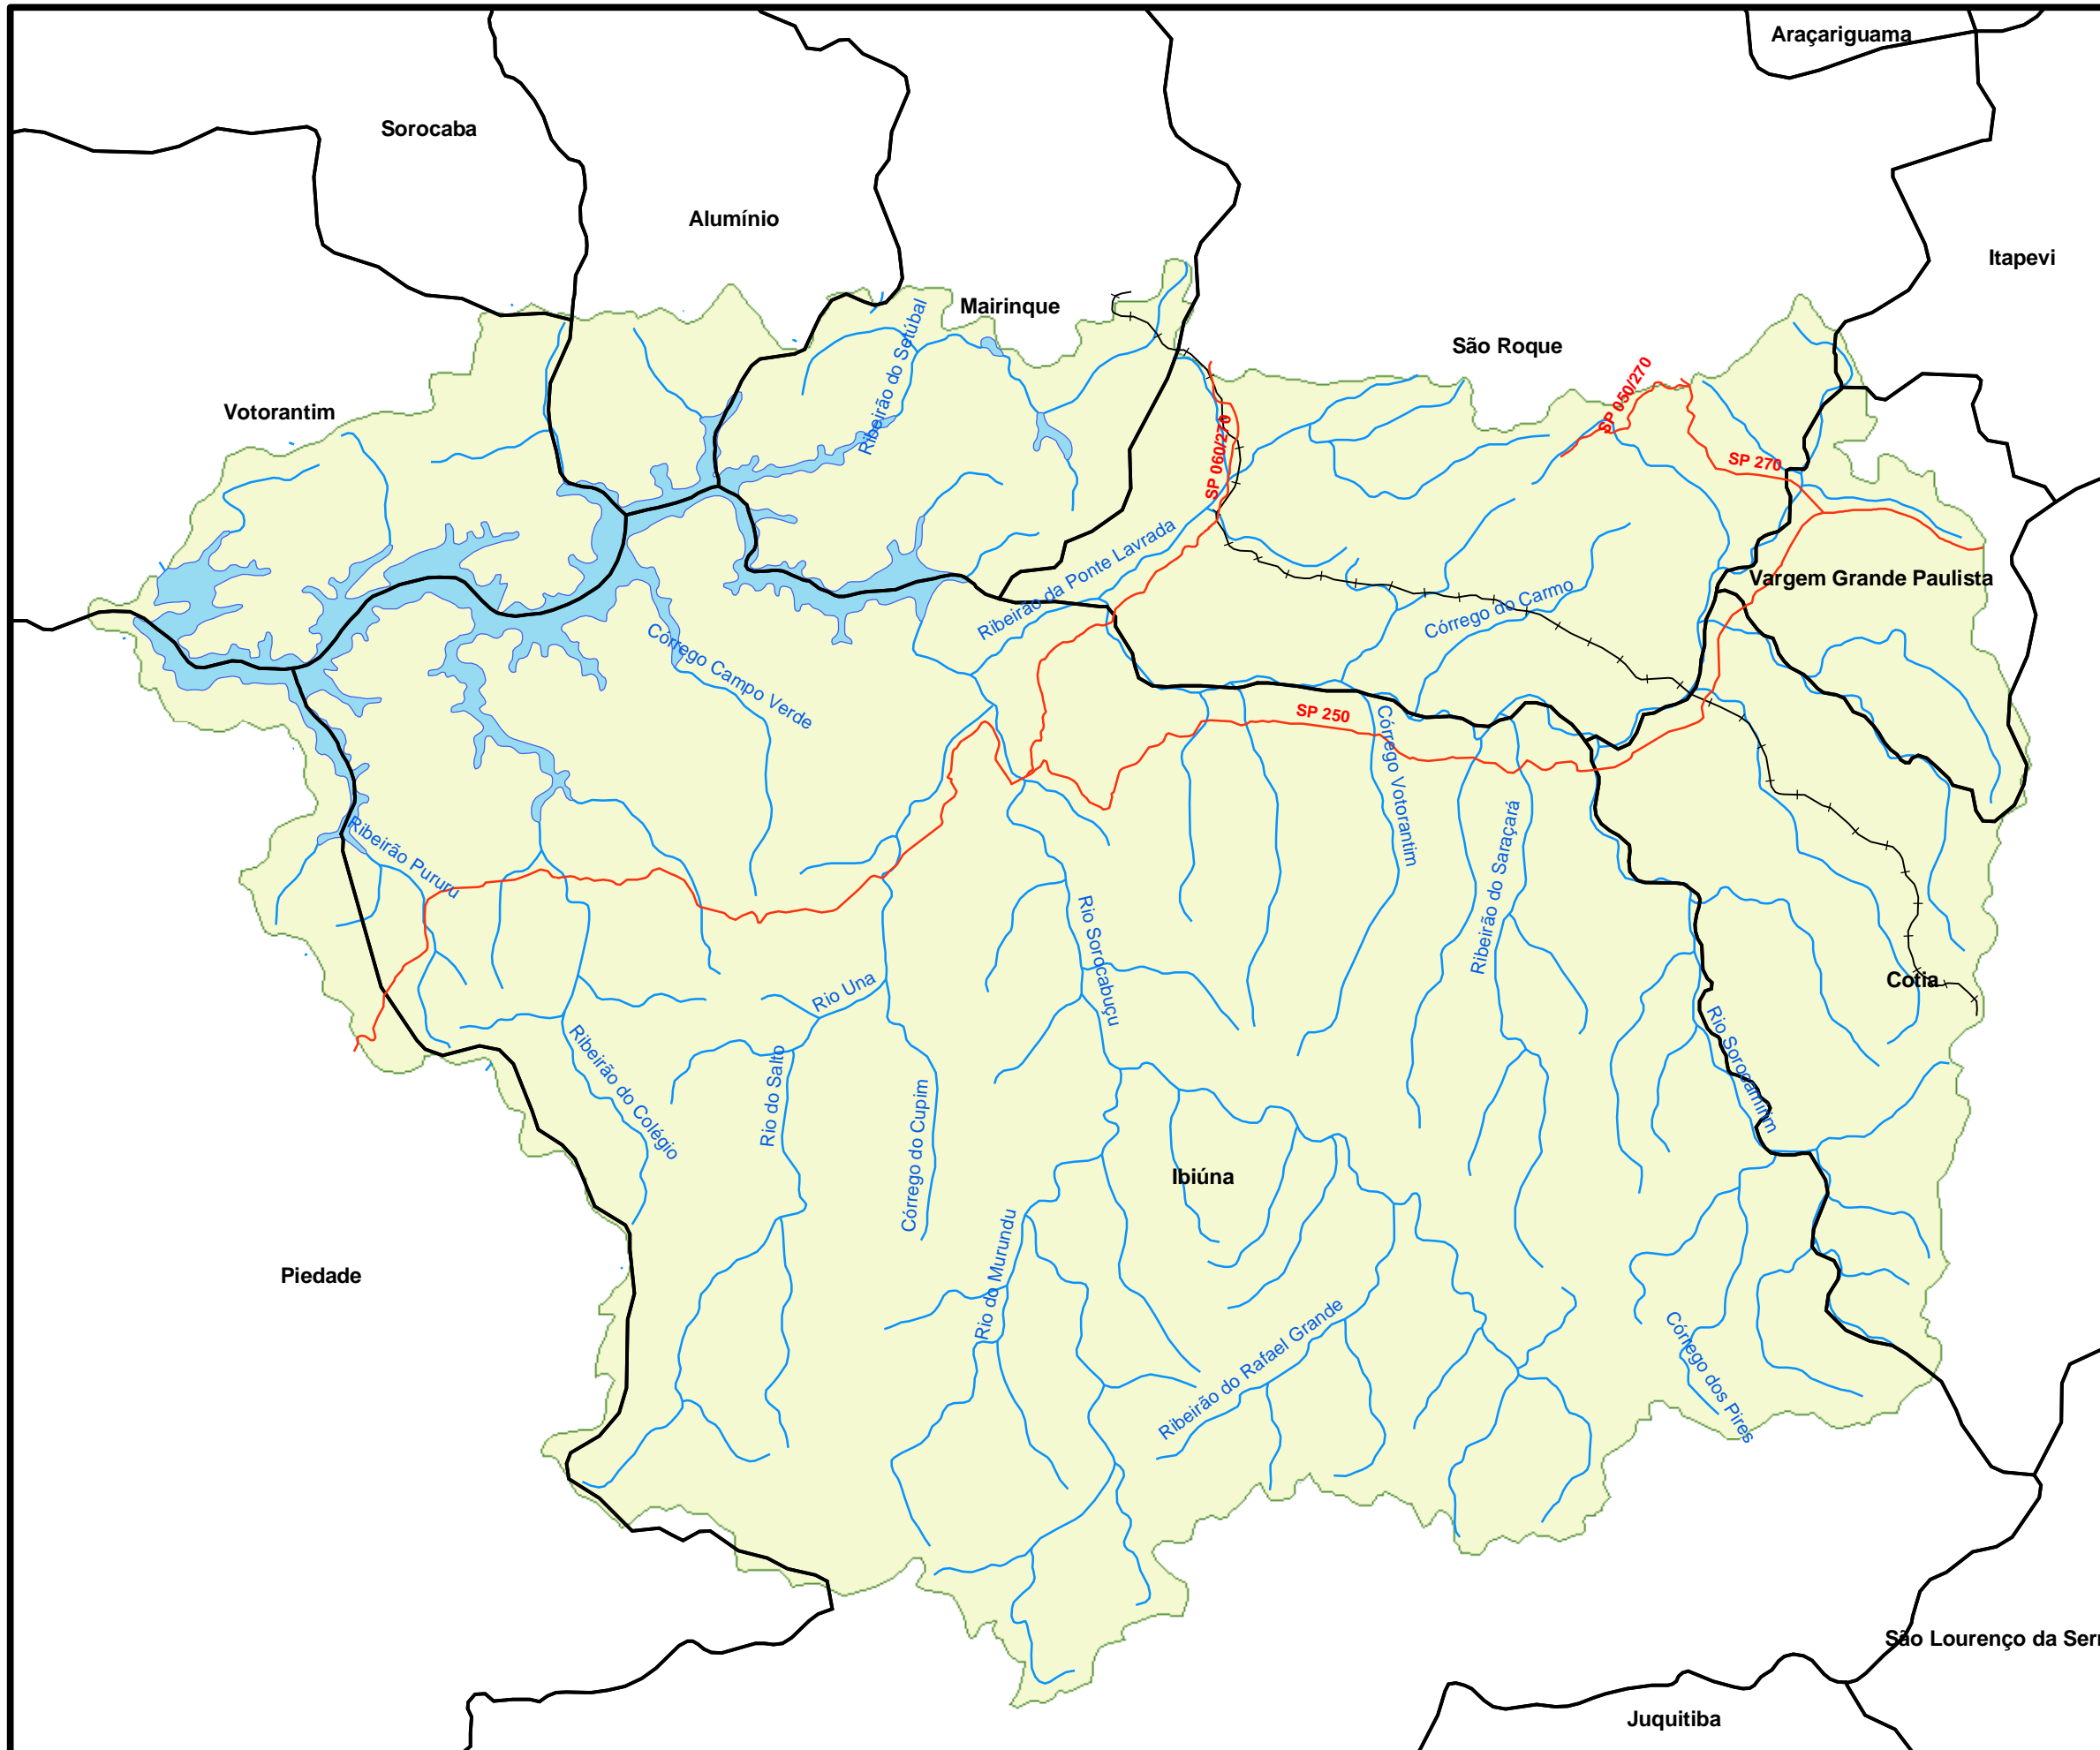 Araçariguama
Sorocaba
Alumínio
Itapevi
Mairinque
São Roque
Votorantim
Ribeirão do Setúbal
SP 050/270
SP 060/270
SP 270
Ribeirão da Ponte Lavrada
Vargem Grande Paulista
Córrego do Carmo
Córrego Campo Verde
SP 250
Córrego Votorantim
Ribeirão do Saraçará
Ribeirão Pururu
Rio Sorocabuçu
Rio Una
Cotia
Rio Sorocamirim
Ribeirão do Colégio
Rio do Salto
Córrego do Cupim
Ibiúna
Piedade
Rio do Murundu
Ribeirão do Rafael Grande
Córrego dos Pires
São Lourenço da Serr
Juquitiba